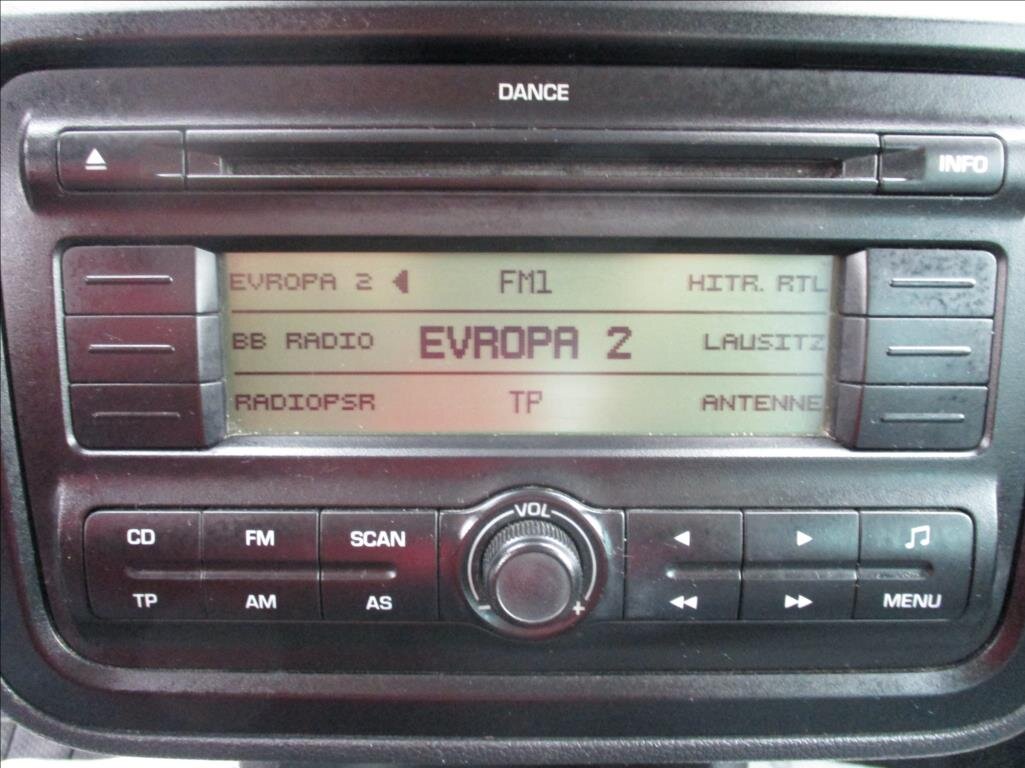 DANCE
INFO
EVROPA 2 FM1 HITR. RTL
BB RADIO EVROPA 2 LAUSITZ
RADIOPSR TP ANTENNE
VOL
CD FM SCAN
- +
TP AM AS MENU